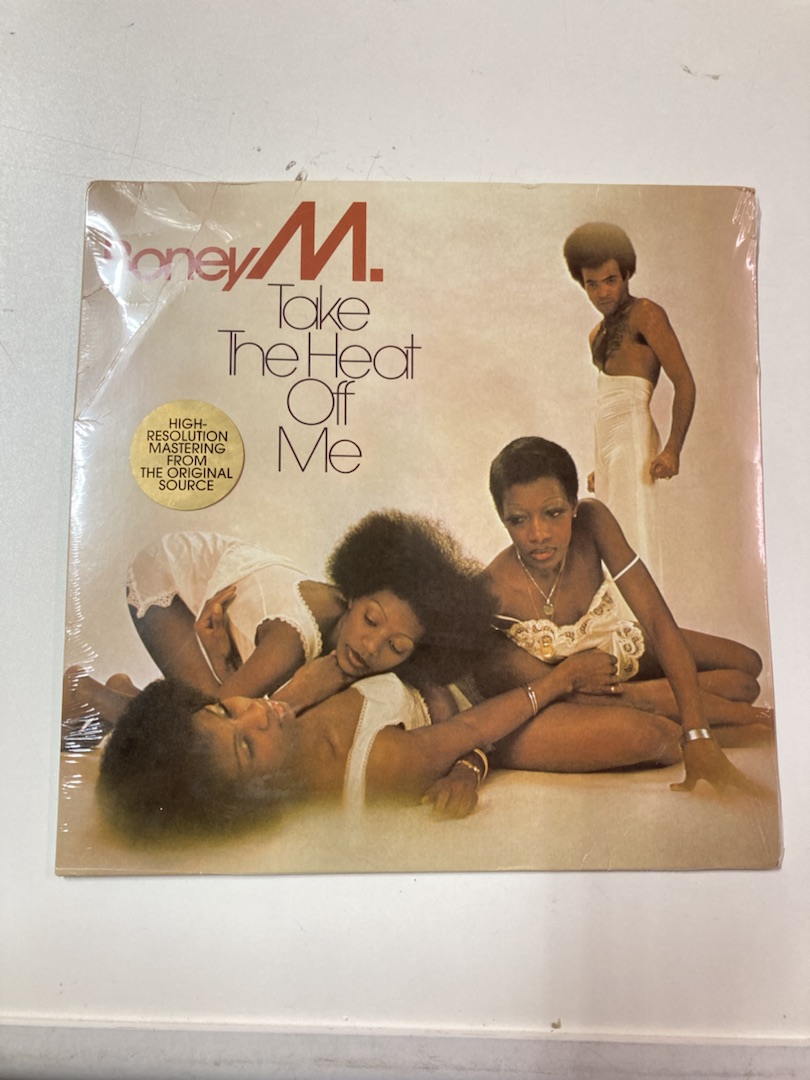 Boney M.
Take
The Heat
Off
Me
HIGH-
RESOLUTION
MASTERING
FROM
THE ORIGINAL
SOURCE